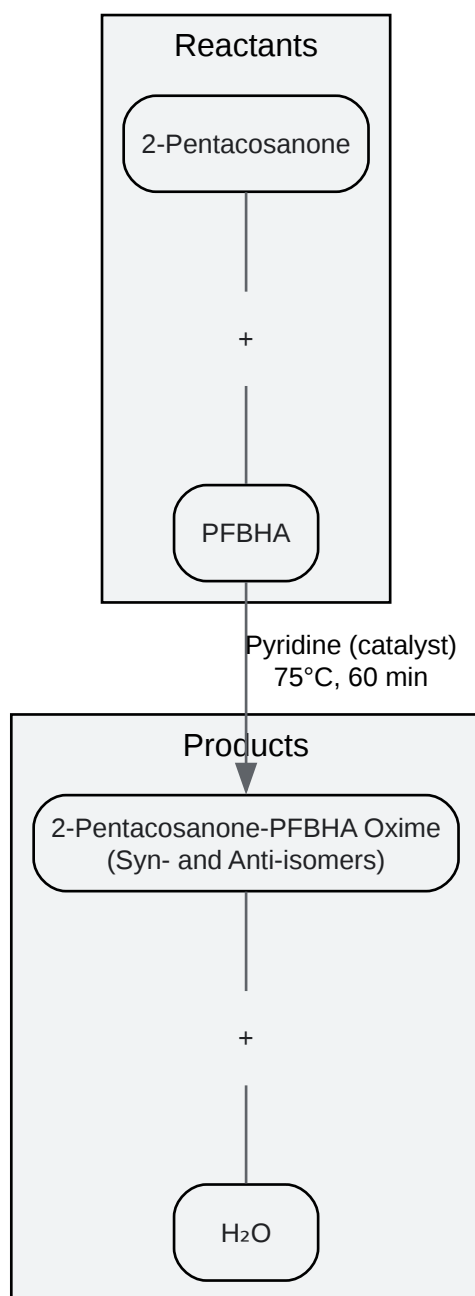 Reactants
2-Pentacosanone
+
PFBHA
Pyridine (catalyst)
75°C, 60 min
Products
2-Pentacosanone-PFBHA Oxime
(Syn- and Anti-isomers)
+
H₂O